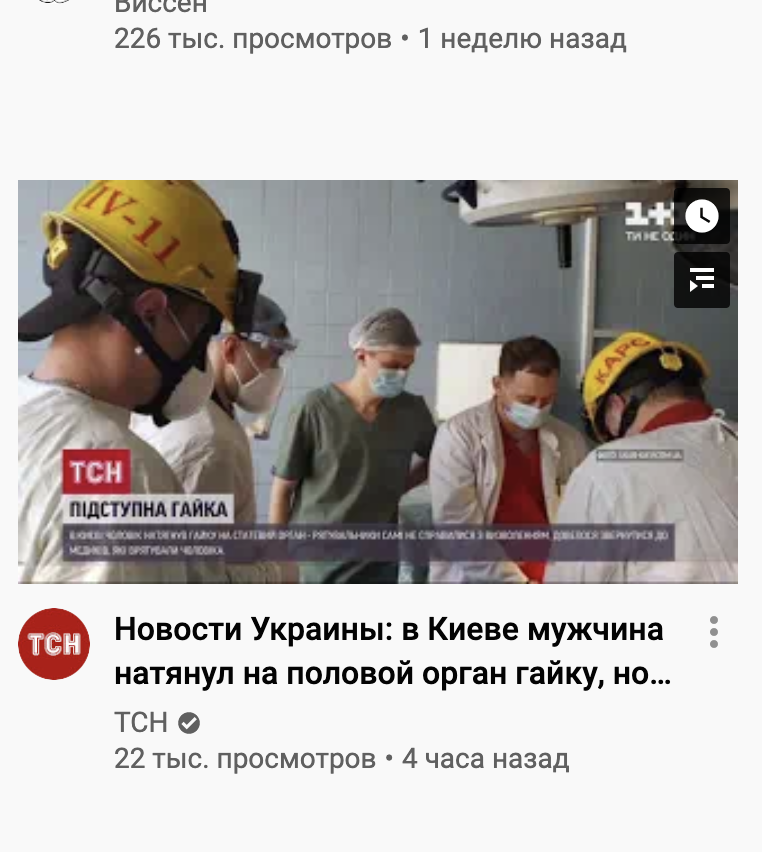 Виссен
226 тыс. просмотров • 1 неделю назад
IV-11
1+1
ТИ НЕ ОДИН
КАРС
ТСН
ПІДСТУПНА ГАЙКА
В КИЄВІ ЧОЛОВІК НАТЯГНУВ ГАЙКУ НА СТАТЕВИЙ ОРГАН - РЯТУВАЛЬНИКИ САМІ НЕ СПРАВИЛИСЯ З ВИЗВОЛЕННЯМ, ДОВЕЛОСЯ ЗВЕРНУТИСЯ ДО
МЕДИКІВ, ЯКІ ВРЯТУВАЛИ ЧОЛОВІКА
ТСН
Новости Украины: в Киеве мужчина
натянул на половой орган гайку, но...
ТСН
22 тыс. просмотров • 4 часа назад